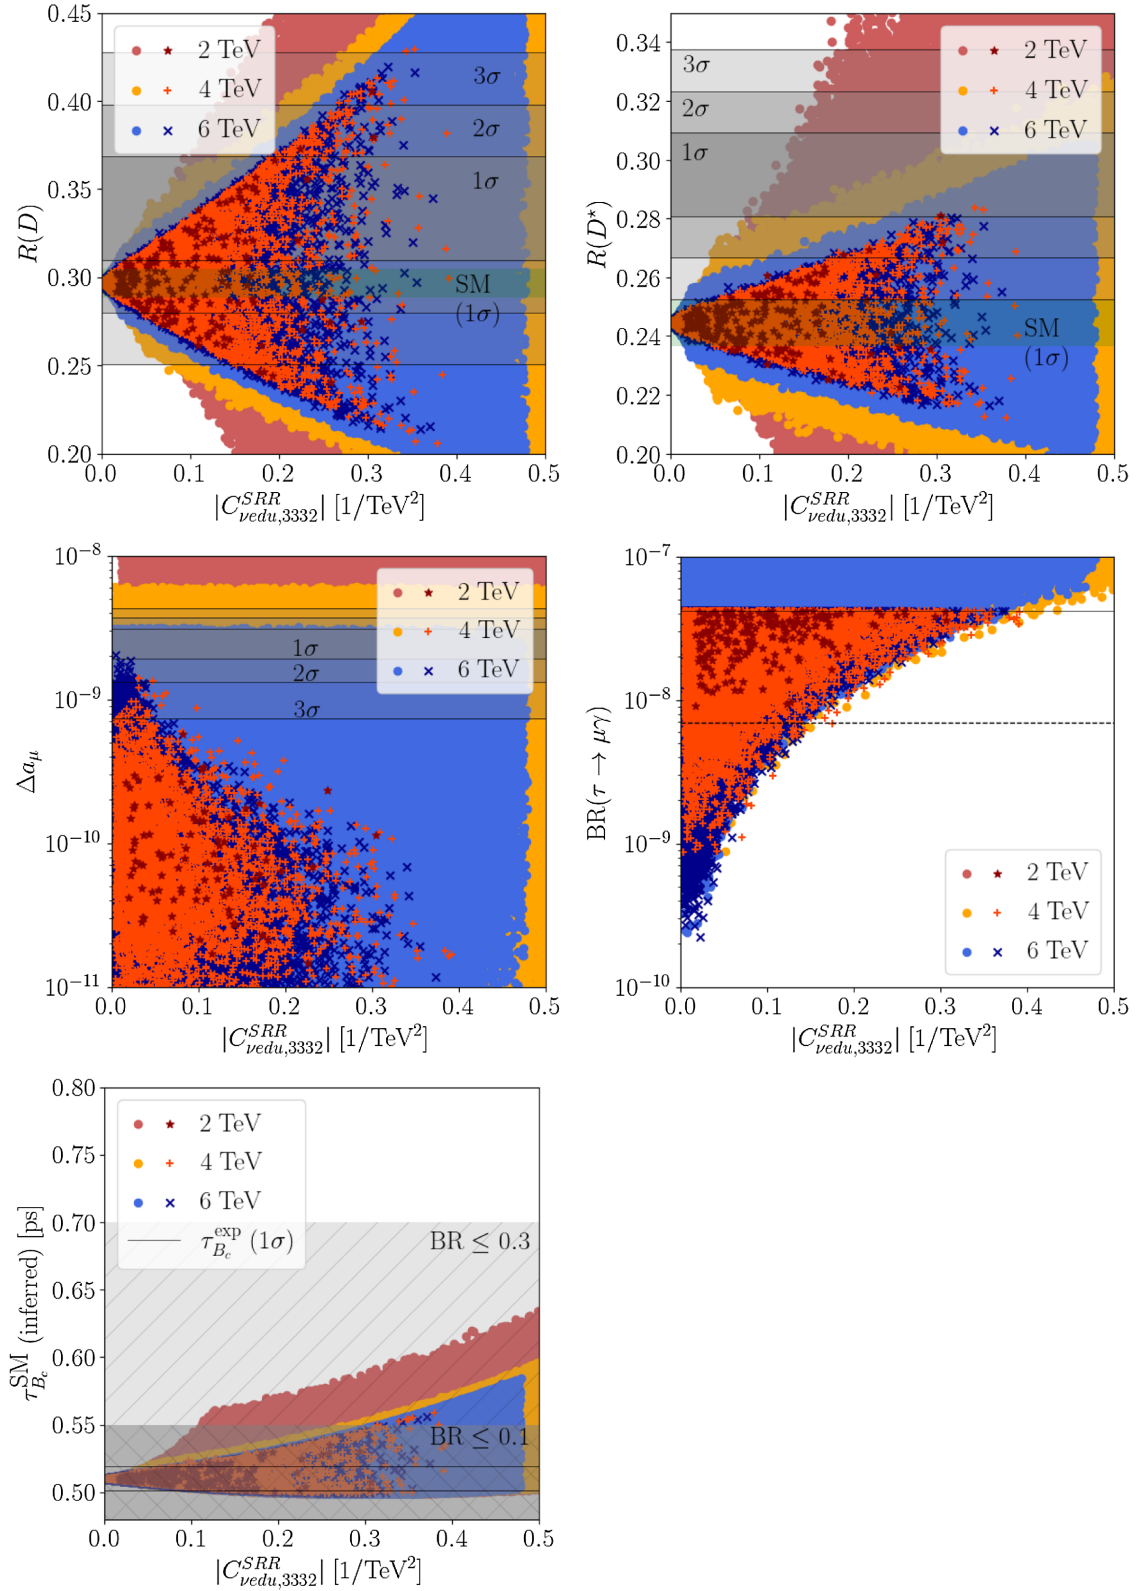 0.45
0.40
0.35
0.30
0.25
0.20
R(D)
2 TeV
4 TeV
6 TeV
3σ
2σ
1σ
SM
(1σ)
0.0 0.1 0.2 0.3 0.4 0.5
|C^{SRR}_{νedu,3332}| [1/TeV²]
0.34
0.32
0.30
0.28
0.26
0.24
0.22
0.20
R(D*)
3σ
2σ
1σ
2 TeV
4 TeV
6 TeV
SM
(1σ)
0.0 0.1 0.2 0.3 0.4 0.5
|C^{SRR}_{νedu,3332}| [1/TeV²]
10⁻⁸
10⁻⁹
10⁻¹⁰
10⁻¹¹
Δa_μ
2 TeV
4 TeV
6 TeV
1σ
2σ
3σ
0.0 0.1 0.2 0.3 0.4 0.5
|C^{SRR}_{νedu,3332}| [1/TeV²]
10⁻⁷
10⁻⁸
10⁻⁹
10⁻¹⁰
BR(τ → μγ)
2 TeV
4 TeV
6 TeV
0.0 0.1 0.2 0.3 0.4 0.5
|C^{SRR}_{νedu,3332}| [1/TeV²]
0.80
0.75
0.70
0.65
0.60
0.55
0.50
τ^{SM}_{B_c} (inferred) [ps]
2 TeV
4 TeV
6 TeV
τ^{exp}_{B_c} (1σ)
BR ≤ 0.3
BR ≤ 0.1
0.0 0.1 0.2 0.3 0.4 0.5
|C^{SRR}_{νedu,3332}| [1/TeV²]